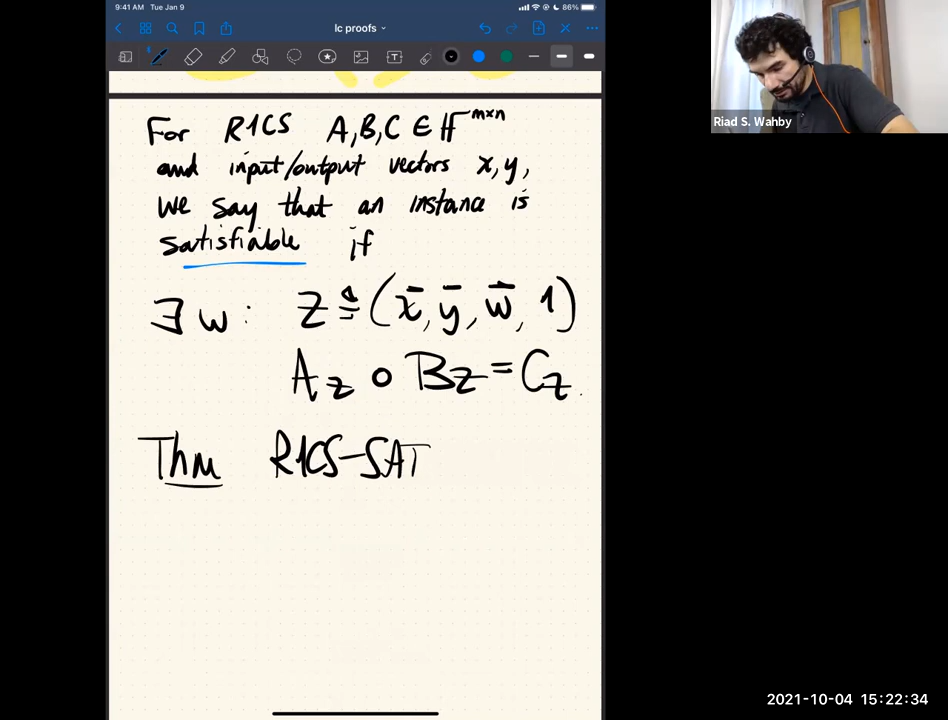 9:41 AM Tue Jan 9
86%
lc proofs
For R1CS A,B,C ∈ 𝔽^{m×n}
and input/output vectors x,y,
we say that an instance is
satisfiable if
∃ w: z ≜ (x̄, ȳ, w̄, 1)
Az ∘ Bz = Cz.
Thm R1CS-SAT
Riad S. Wahby
2021-10-04 15:22:34